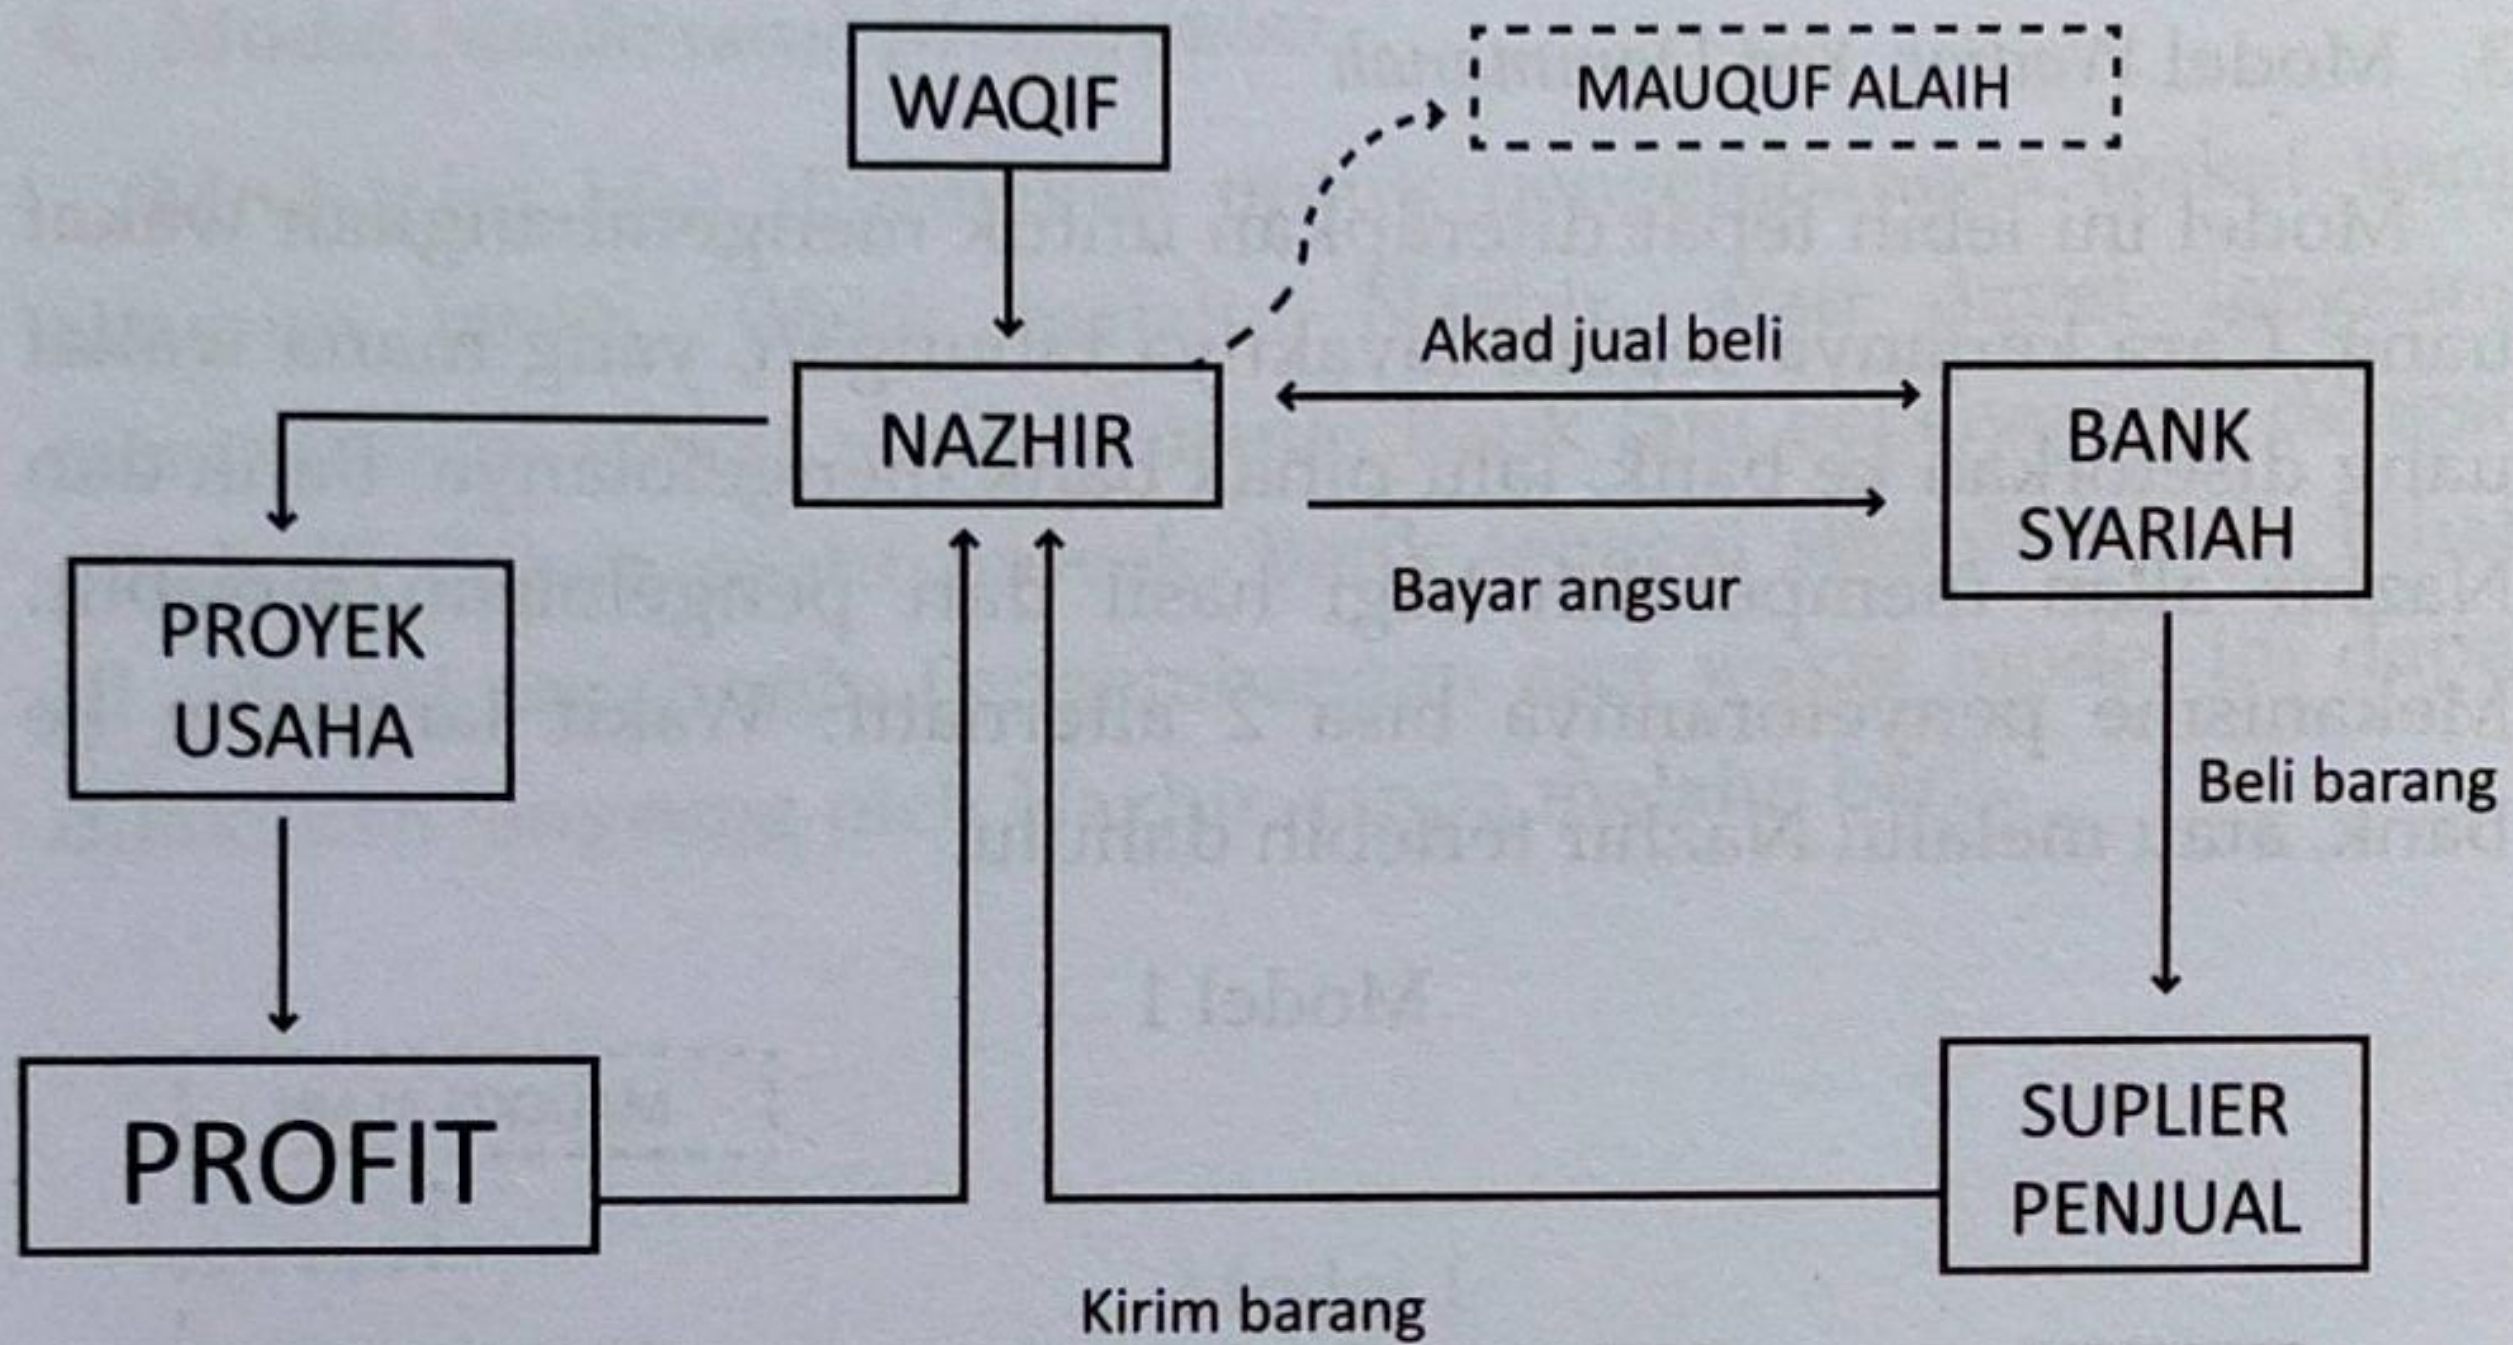 WAQIF
MAUQUF ALAIH
Akad jual beli
NAZHIR
BANK
SYARIAH
Bayar angsur
PROYEK
USAHA
Beli barang
PROFIT
SUPLIER
PENJUAL
Kirim barang